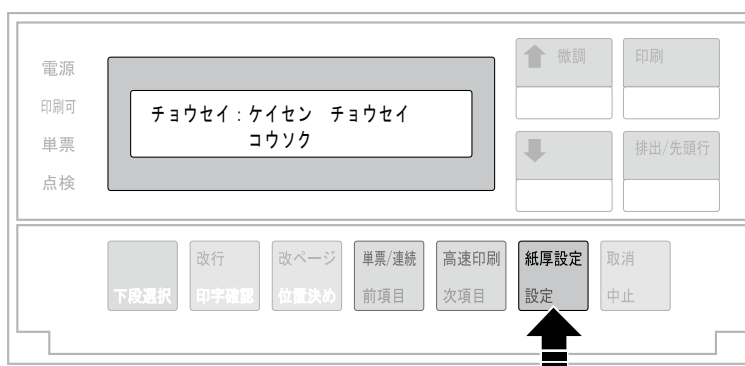 電源
印刷可
単票
点検
チョウセイ：ケイセン　チョウセイ
コウソク
微調
印刷
排出/先頭行
下段選択
改行
印字確認
改ページ
位置決め
単票/連続
前項目
高速印刷
次項目
紙厚設定
設定
取消
中止